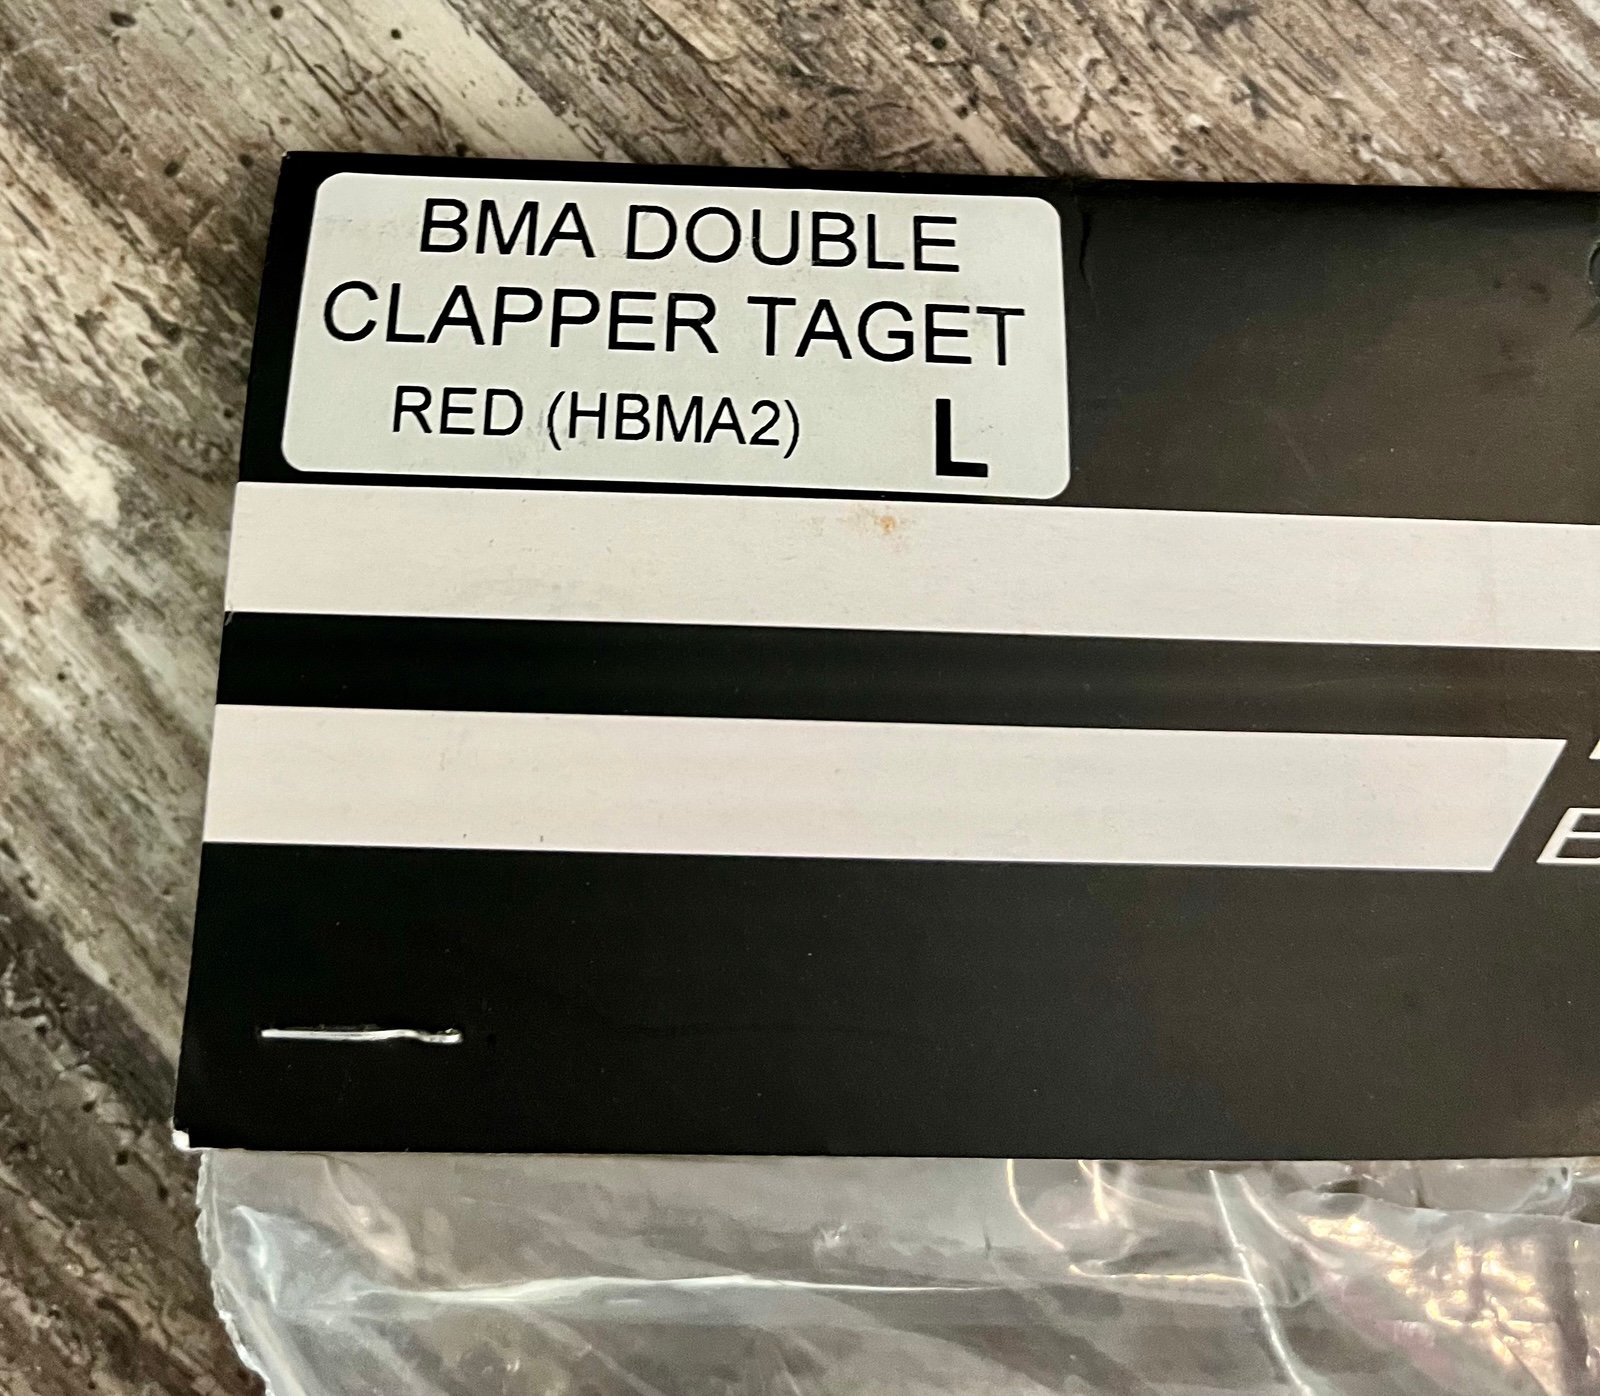 BMA DOUBLE
CLAPPER TAGET
RED (HBMA2) L